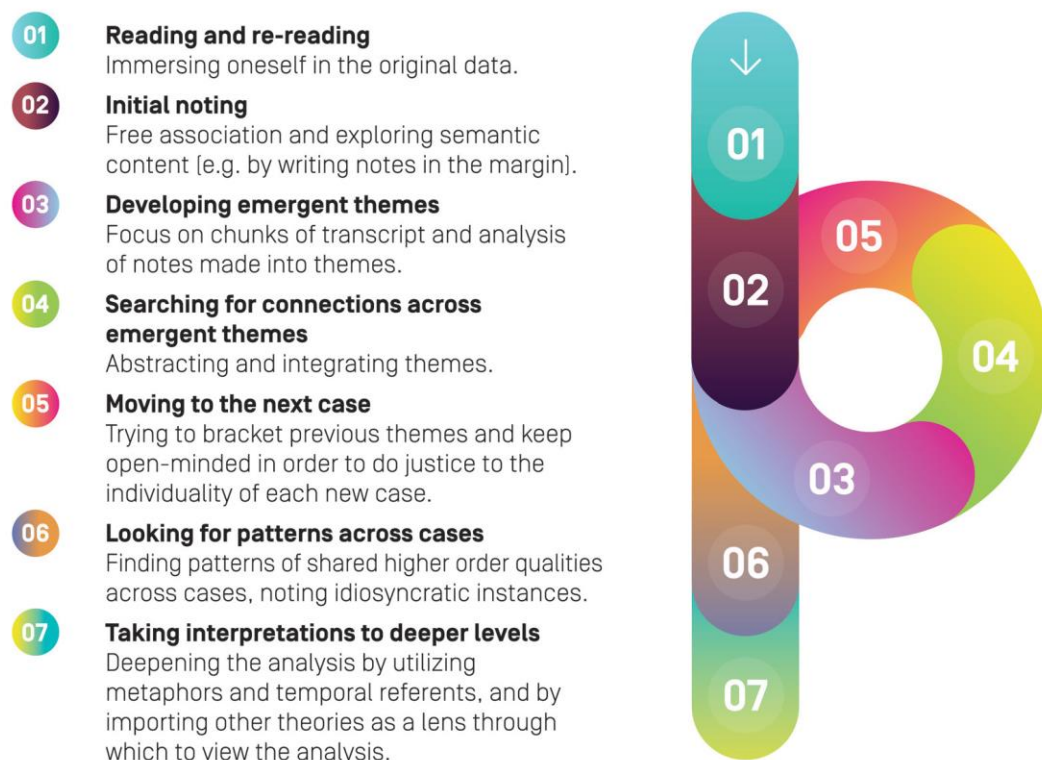 01
Reading and re-reading
Immersing oneself in the original data.
02
Initial noting
Free association and exploring semantic
content (e.g. by writing notes in the margin).
03
Developing emergent themes
Focus on chunks of transcript and analysis
of notes made into themes.
04
Searching for connections across
emergent themes
Abstracting and integrating themes.
05
Moving to the next case
Trying to bracket previous themes and keep
open-minded in order to do justice to the
individuality of each new case.
06
Looking for patterns across cases
Finding patterns of shared higher order qualities
across cases, noting idiosyncratic instances.
07
Taking interpretations to deeper levels
Deepening the analysis by utilizing
metaphors and temporal referents, and by
importing other theories as a lens through
which to view the analysis.
01
02
03
04
05
06
07